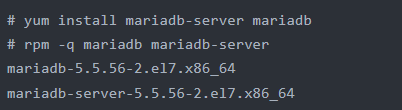 # yum install mariadb-server mariadb
# rpm -q mariadb mariadb-server
mariadb-5.5.56-2.el7.x86_64
mariadb-server-5.5.56-2.el7.x86_64